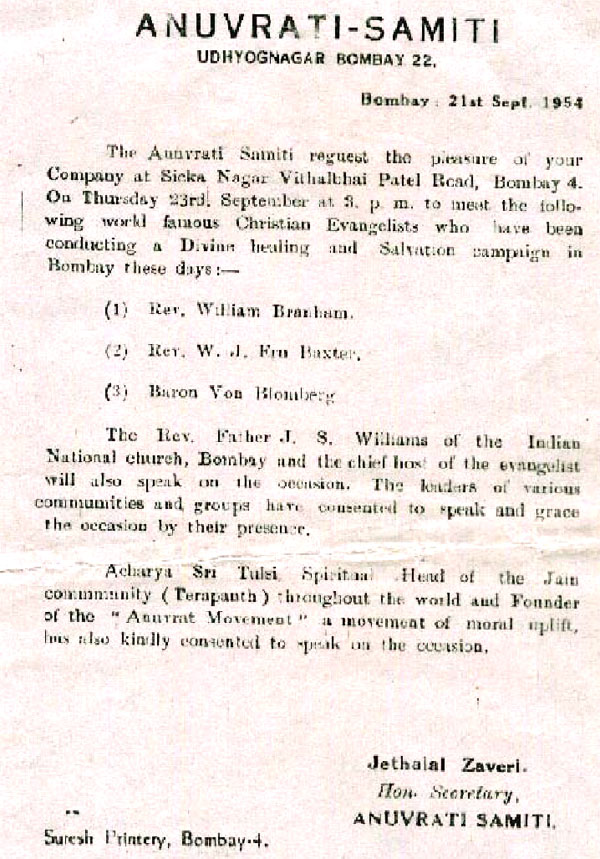 ANUVRATI-SAMITI
UDHYOGNAGAR BOMBAY 22.
Bombay : 21st Sept. 1954
The Anuvrati Samiti reguest the pleasure of your
Company at Sicka Nagar Vithalbhai Patel Road, Bombay 4.
On Thursday 23rd. September at 3. p. m. to meet the follo-
wing world famous Christian Evangelists who have been
conducting a Divine healing and Salvation campaign in
Bombay these days:—
(1) Rev. William Branham.
(2) Rev. W. J. Ern Baxter.
(3) Baron Von Blomberg
The Rev. Father J. S. Williams of the Indian
National church, Bombay and the chief host of the evangelist
will also speak on the occasion. The leaders of various
communities and groups have consented to speak and grace
the occasion by their presence.
Acharya Sri Tulsi Spiritual Head of the Jain
commmunity ( Terapanth ) throughout the world and Founder
of the " Anuvrat Movement " a movement of moral uplift,
has also kindly consented to speak on the occasion.
Jethalal Zaveri.
Hon. Secretary,
ANUVRATI SAMITI.
Suresh Printery, Bombay-4.